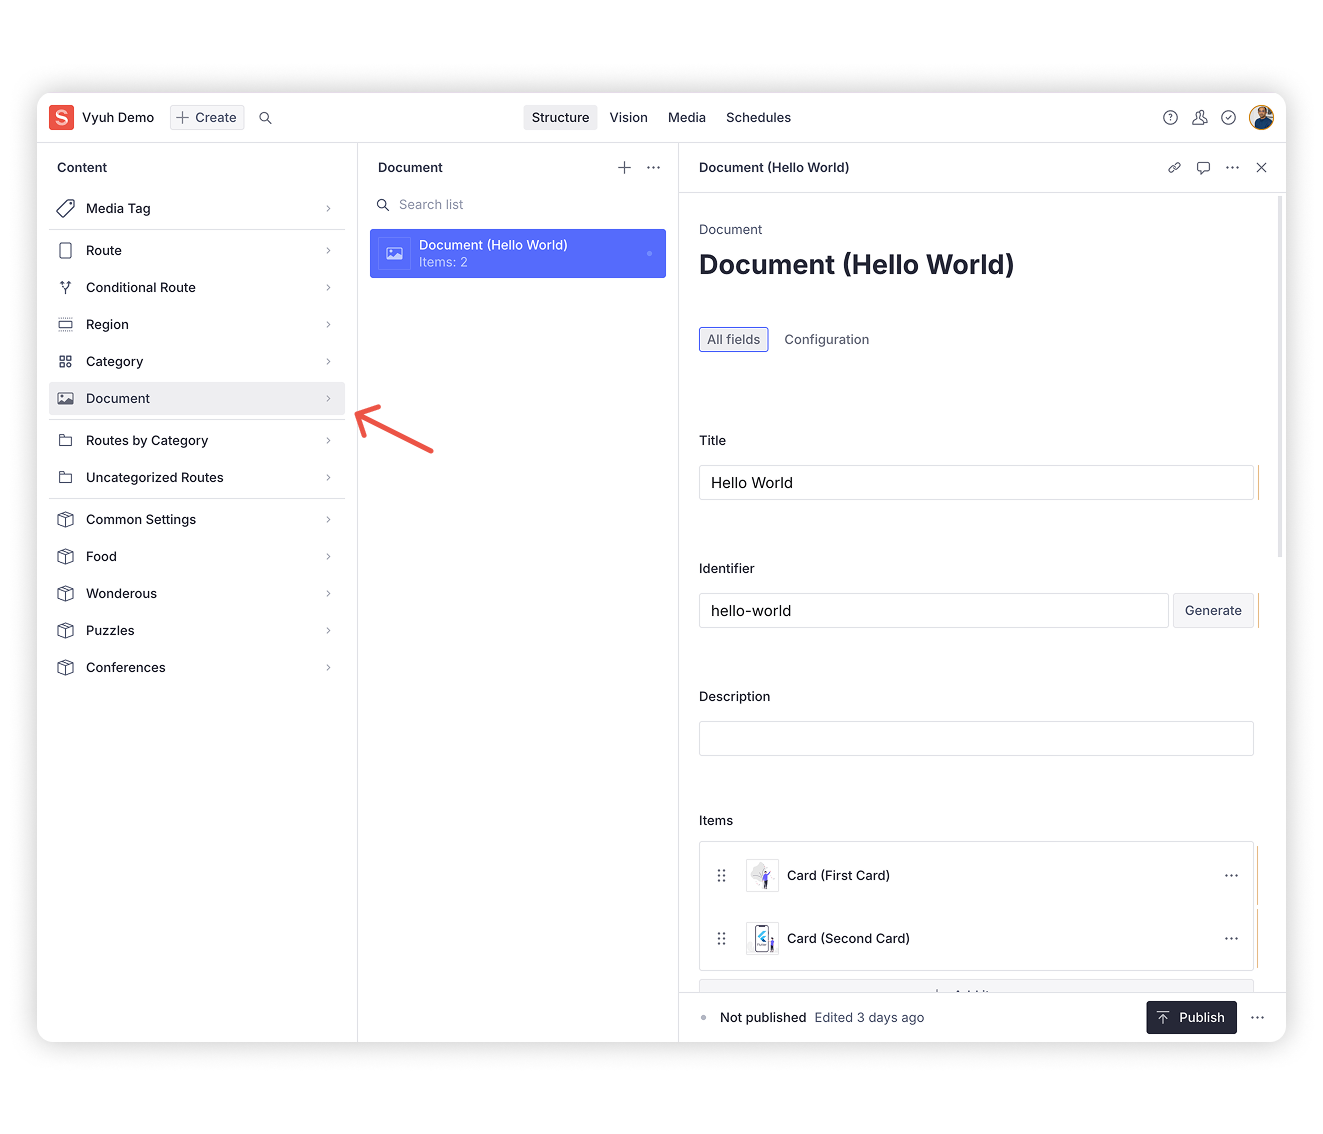 S Vyuh Demo Create Structure Vision Media Schedules
Content
Media Tag
Route
Conditional Route
Region
Category
Document
Routes by Category
Uncategorized Routes
Common Settings
Food
Wonderous
Puzzles
Conferences
Document
Search list
Document (Hello World)
Items: 2
Document (Hello World)
Document
Document (Hello World)
All fields Configuration
Title
Hello World
Identifier
hello-world Generate
Description
Items
Card (First Card)
Card (Second Card)
Not published Edited 3 days ago Publish